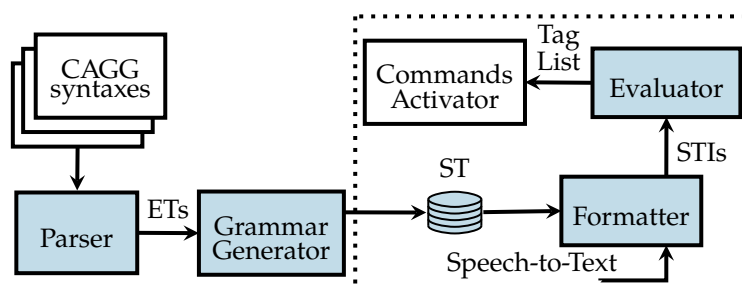 CAGG
syntaxes
Parser
ETs
Grammar
Generator
ST
Speech-to-Text
Formatter
STIs
Evaluator
Tag
List
Commands
Activator